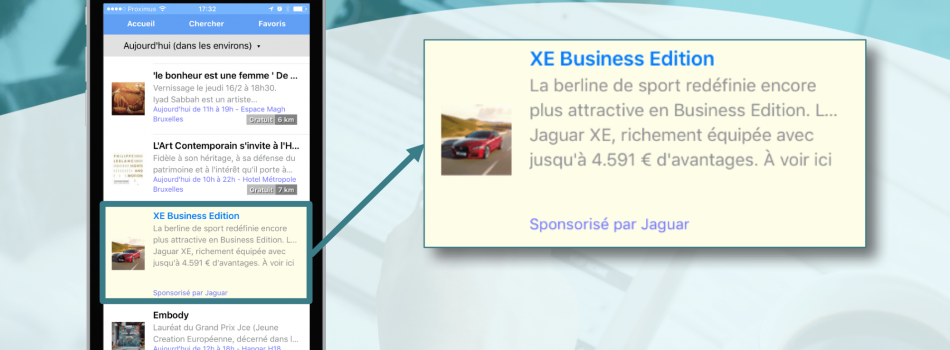 Proximus 17:32
Accueil Chercher Favoris
Aujourd'hui (dans les environs)
'le bonheur est une femme ' De ...
Vernissage le jeudi 16/2 à 18h30.
Iyad Sabbah est un artiste...
Aujourd'hui de 11h à 19h - Espace Magh
Bruxelles Gratuit 6 km
L'Art Contemporain s'invite à l'H...
Fidèle à son héritage, à sa défense du
patrimoine et à l'intérêt qu'il porte à...
Aujourd'hui de 10h à 22h - Hotel Métropole
Bruxelles Gratuit 7 km
XE Business Edition
La berline de sport redéfinie encore
plus attractive en Business Edition. L...
Jaguar XE, richement équipée avec
jusqu'à 4.591 € d'avantages. À voir ici
Sponsorisé par Jaguar
Embody
Lauréat du Grand Prix Jce (Jeune
Creation Européenne, décerné dans l...
Aujourd'hui de 12h à 18h - Hangar H18
XE Business Edition
La berline de sport redéfinie encore
plus attractive en Business Edition. L...
Jaguar XE, richement équipée avec
jusqu'à 4.591 € d'avantages. À voir ici
Sponsorisé par Jaguar